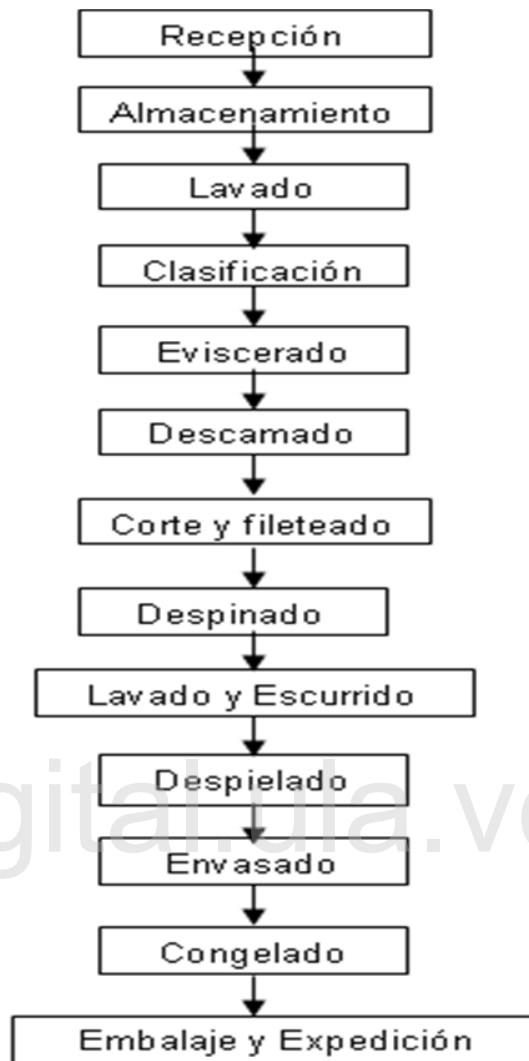 Recepción
Almacenamiento
Lavado
Clasificación
Eviscerado
Descamado
Corte y fileteado
Despinado
Lavado y Escurrido
Despielado
gital.ula.ve
Envasado
Congelado
Embalaje y Expedición